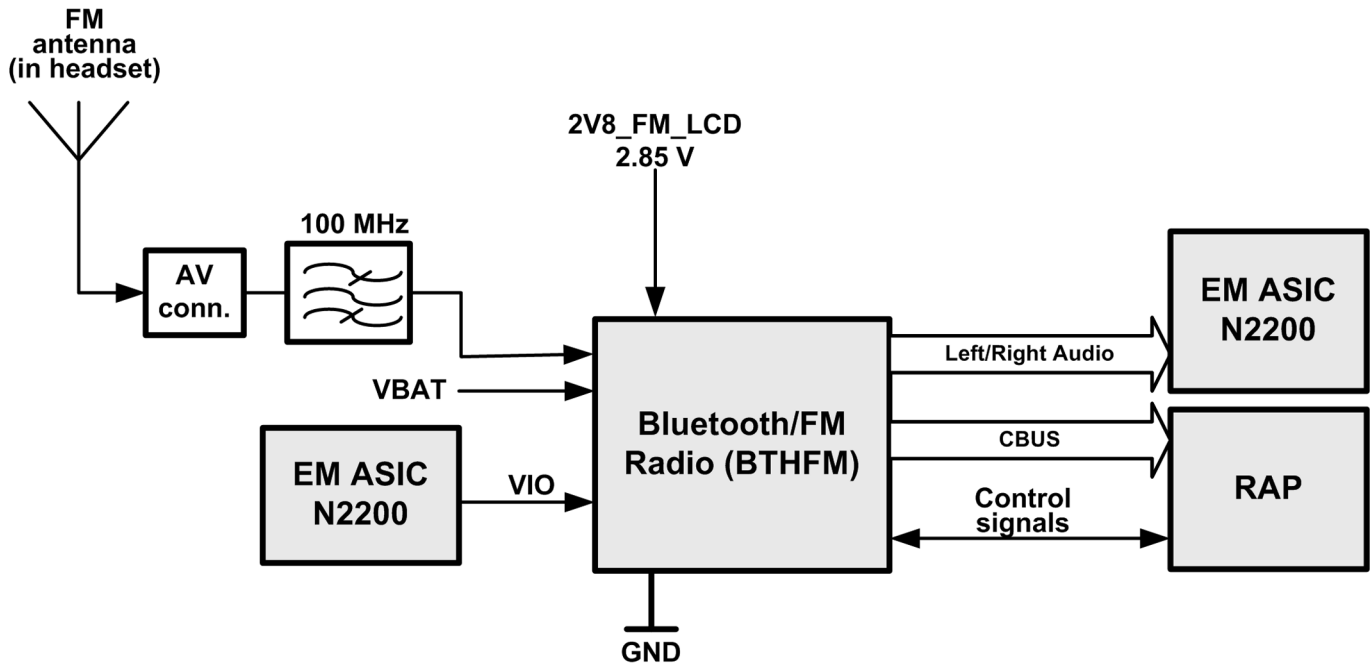 FM
antenna
(in headset)
2V8_FM_LCD
2.85 V
100 MHz
AV
conn.
EM ASIC
N2200
Left/Right Audio
VBAT
Bluetooth/FM
Radio (BTHFM)
CBUS
EM ASIC
N2200
VIO
RAP
Control
signals
GND